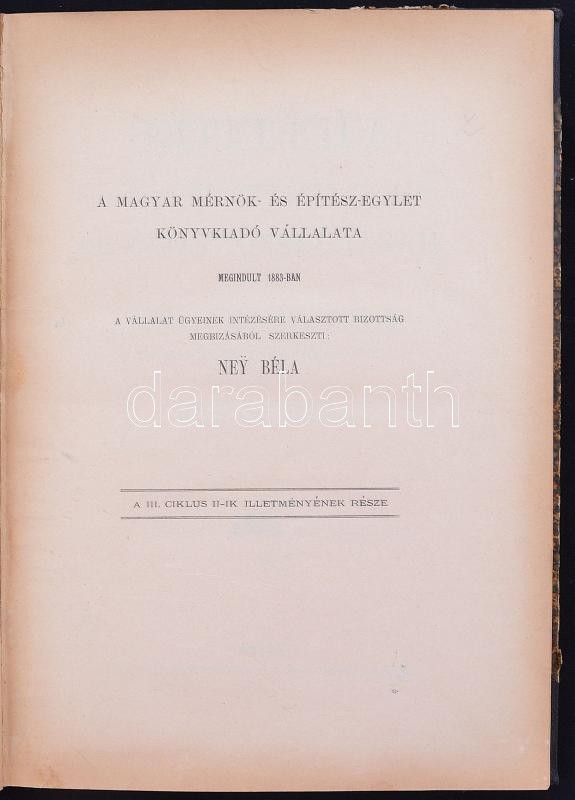 A MAGYAR MÉRNÖK- ÉS ÉPÍTÉSZ-EGYLET
KÖNYVKIADÓ VÁLLALATA
MEGINDULT 1883-BAN
A VÁLLALAT ÜGYEINEK INTÉZÉSÉRE VÁLASZTOTT BIZOTTSÁG
MEGBIZÁSÁBÓL SZERKESZTI:
NEŸ BÉLA
darabanth
A III. CIKLUS II-IK ILLETMÉNYÉNEK RÉSZE